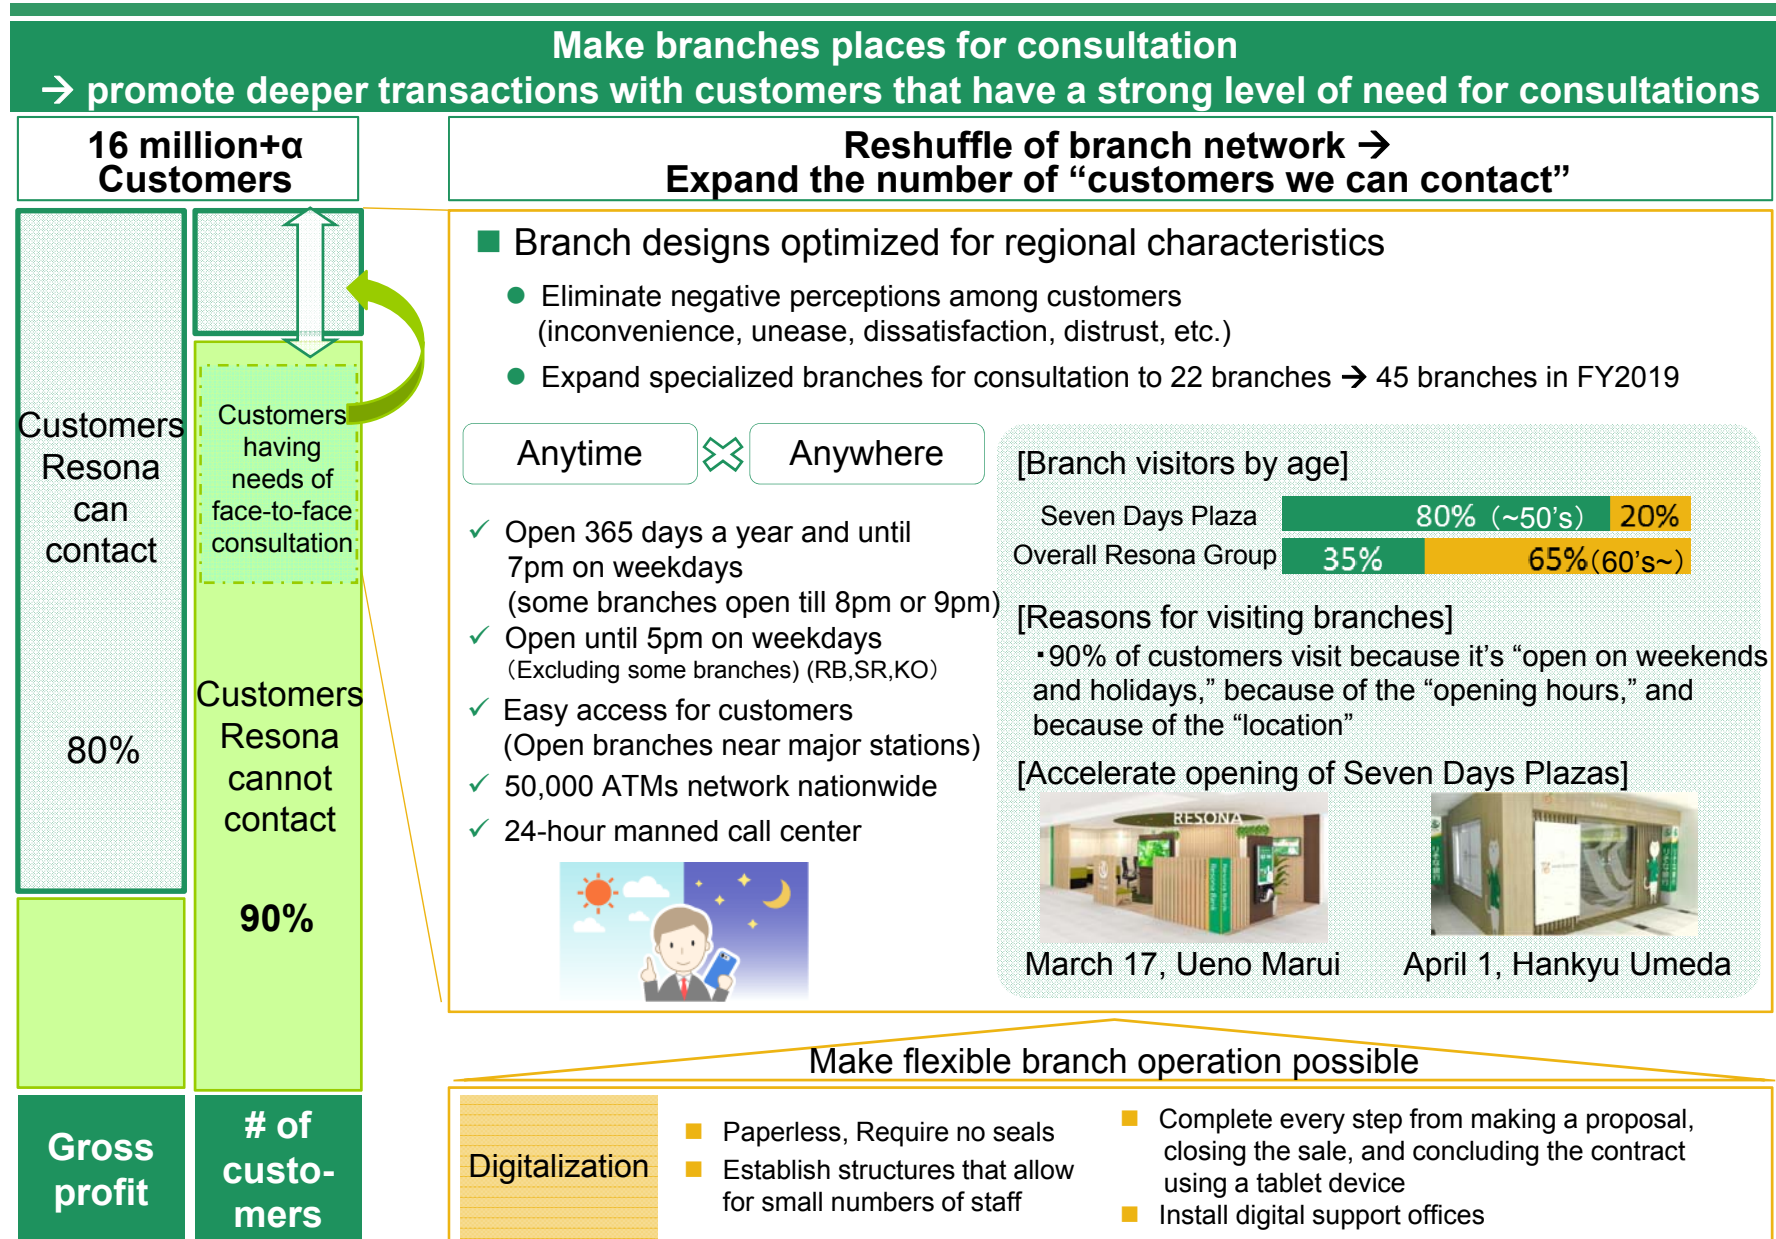 Make branches places for consultation
→ promote deeper transactions with customers that have a strong level of need for consultations
16 million+α
Customers
Customers
Resona
can
contact
80%
Customers
having
needs of
face-to-face
consultation
Customers
Resona
cannot
contact
90%
Gross
profit
# of
custo-
mers
Reshuffle of branch network →
Expand the number of “customers we can contact”
■ Branch designs optimized for regional characteristics
● Eliminate negative perceptions among customers
(inconvenience, unease, dissatisfaction, distrust, etc.)
● Expand specialized branches for consultation to 22 branches → 45 branches in FY2019
Anytime
Anywhere
✓ Open 365 days a year and until
7pm on weekdays
(some branches open till 8pm or 9pm)
✓ Open until 5pm on weekdays
（Excluding some branches) (RB,SR,KO）
✓ Easy access for customers
(Open branches near major stations)
✓ 50,000 ATMs network nationwide
✓ 24-hour manned call center
[Branch visitors by age]
Seven Days Plaza 80%（~50’s） 20%
Overall Resona Group 35% 65%(60’s~)
[Reasons for visiting branches]
・90% of customers visit because it’s “open on weekends
and holidays,” because of the “opening hours,” and
because of the “location”
[Accelerate opening of Seven Days Plazas]
RESONA
Resona Bank
Resona Bank
March 17, Ueno Marui
April 1, Hankyu Umeda
Make flexible branch operation possible
Digitalization
■ Paperless, Require no seals
■ Establish structures that allow
for small numbers of staff
■ Complete every step from making a proposal,
closing the sale, and concluding the contract
using a tablet device
■ Install digital support offices